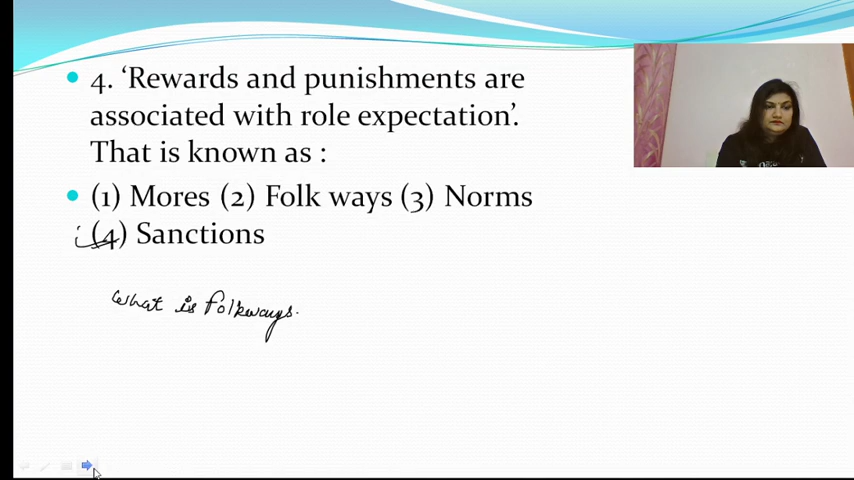 4. ‘Rewards and punishments are
associated with role expectation’.
That is known as :
(1) Mores (2) Folk ways (3) Norms
(4) Sanctions
What is Folkways.